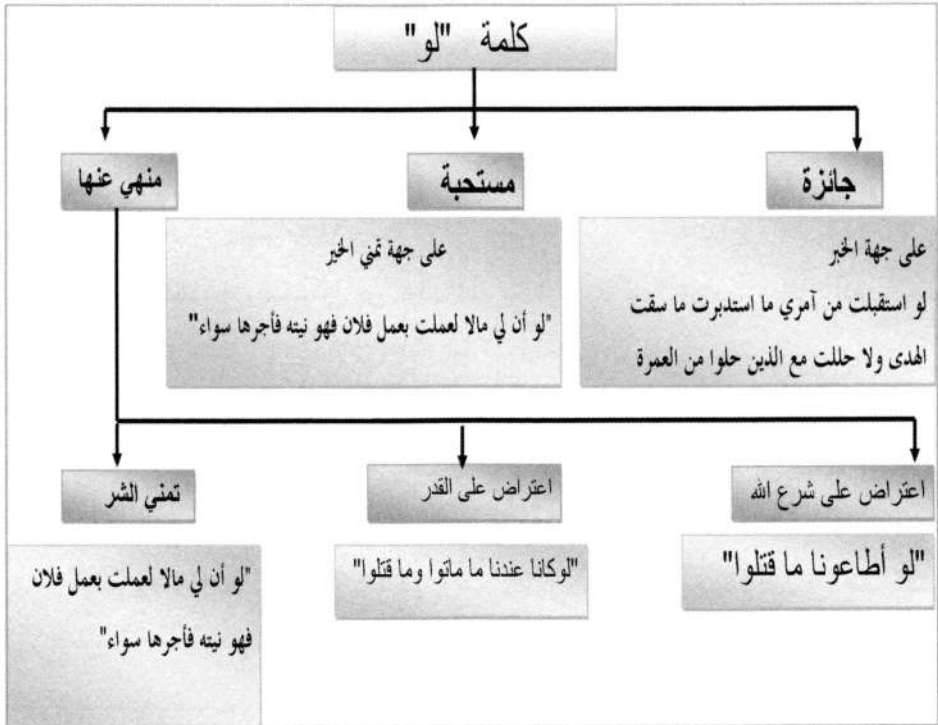 كلمة "لو"
جائزة
مستحبة
منهي عنها
على جهة الخبر
لو استقبلت من آمري ما استدبرت ما سقت
الهدى ولا حللت مع الذين حلوا من العمرة
على جهة تمني الخير
"لو أن لي مالا لعملت بعمل فلان فهو نيته فأجرها سواء"
اعتراض على شرع الله
اعتراض على القدر
تمني الشر
"لو أطاعونا ما قتلوا"
"لوكانا عندنا ما ماتوا وما قتلوا"
"لو أن لي مالا لعملت بعمل فلان
فهو نيته فأجرها سواء"